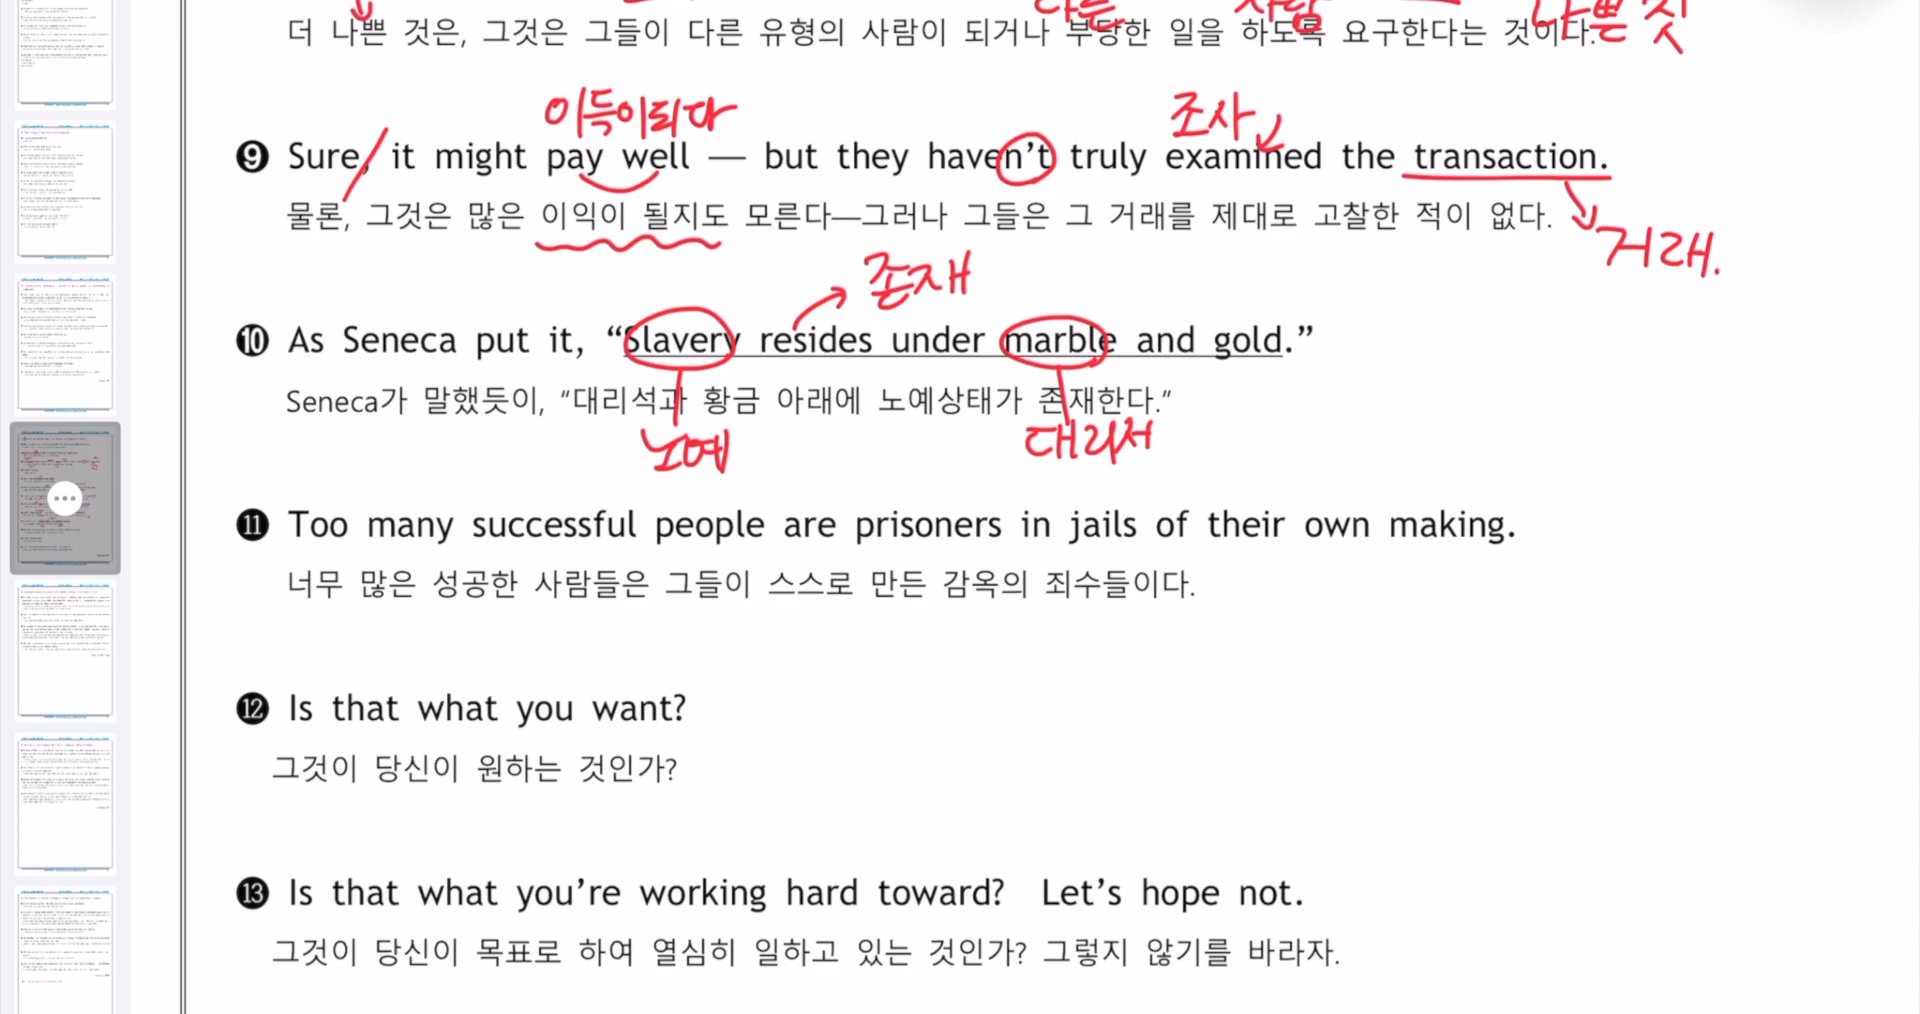 다른 사람 나쁜 짓
더 나쁜 것은, 그것은 그들이 다른 유형의 사람이 되거나 부당한 일을 하도록 요구한다는 것이다.
이득이되다 조사
❾ Sure, it might pay well — but they haven’t truly examined the transaction.
물론, 그것은 많은 이익이 될지도 모른다—그러나 그들은 그 거래를 제대로 고찰한 적이 없다.
거래.
존재
❿ As Seneca put it, “Slavery resides under marble and gold.”
Seneca가 말했듯이, “대리석과 황금 아래에 노예상태가 존재한다.”
노예 대리석
⓫ Too many successful people are prisoners in jails of their own making.
너무 많은 성공한 사람들은 그들이 스스로 만든 감옥의 죄수들이다.
⓬ Is that what you want?
그것이 당신이 원하는 것인가?
⓭ Is that what you’re working hard toward? Let’s hope not.
그것이 당신이 목표로 하여 열심히 일하고 있는 것인가? 그렇지 않기를 바라자.